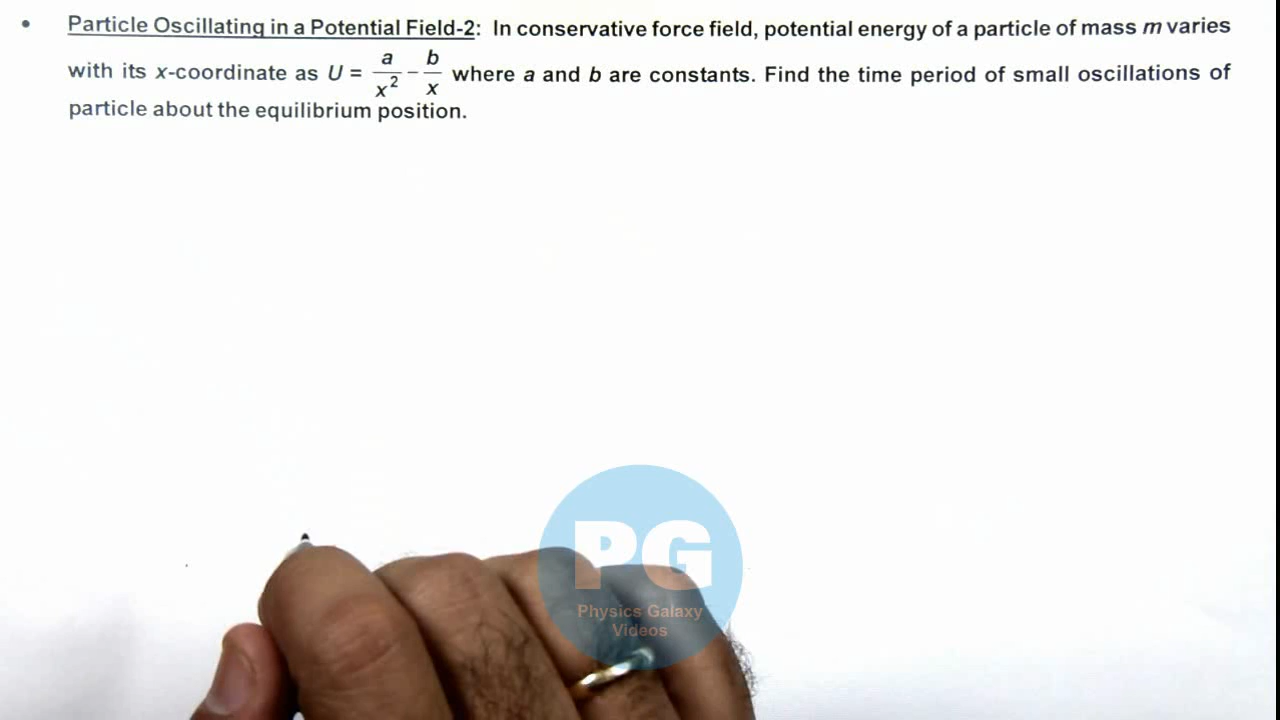 • Particle Oscillating in a Potential Field-2: In conservative force field, potential energy of a particle of mass m varies
with its x-coordinate as U = a/x² − b/x where a and b are constants. Find the time period of small oscillations of
particle about the equilibrium position.
PG
Physics Galaxy
Videos